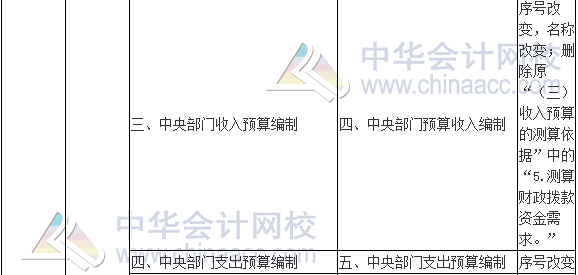 序号改
变，名称
改变；删
除原
“（三）
收入预算
的测算依
据”中的
“5.测算
财政拨款
资金需
求。”
三、中央部门收入预算编制
四、中央部门预算收入编制
中华会计网校
www.chinaacc.com
中华会计网校
www.chinaacc.com
四、中央部门支出预算编制
五、中央部门支出预算编制
序号改变